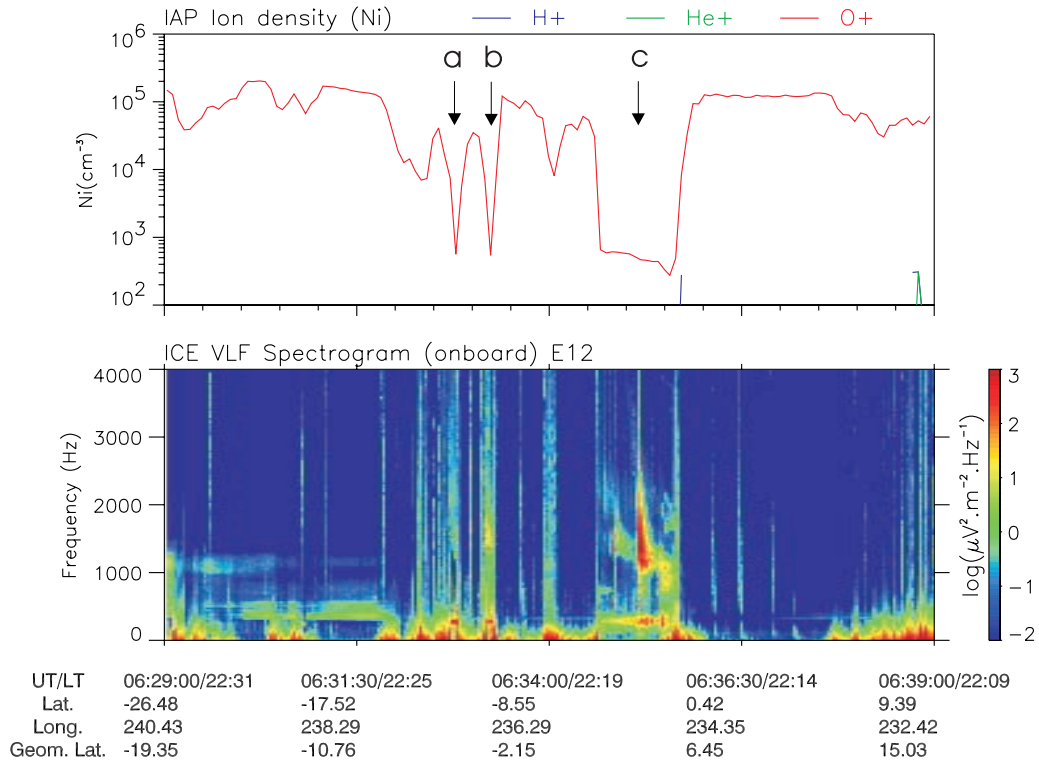 IAP Ion density (Ni) H+ He+ O+
10⁶
a b c
10⁵
10⁴
10³
10²
Ni(cm⁻³)
ICE VLF Spectrogram (onboard) E12
4000
3000
2000
1000
0
Frequency (Hz)
3
2
1
0
−1
−2
log(μV².m⁻².Hz⁻¹)
UT/LT 06:29:00/22:31 06:31:30/22:25 06:34:00/22:19 06:36:30/22:14 06:39:00/22:09
Lat. -26.48 -17.52 -8.55 0.42 9.39
Long. 240.43 238.29 236.29 234.35 232.42
Geom. Lat. -19.35 -10.76 -2.15 6.45 15.03